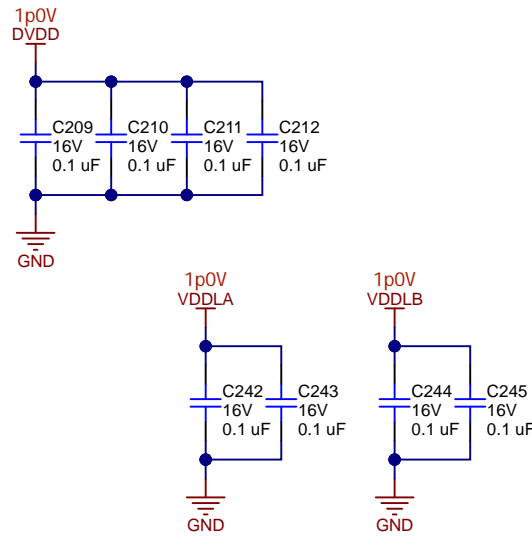 1p0V
DVDD
C209
16V
0.1 uF
C210
16V
0.1 uF
C211
16V
0.1 uF
C212
16V
0.1 uF
GND
1p0V
VDDLA
C242
16V
0.1 uF
C243
16V
0.1 uF
GND
1p0V
VDDLB
C244
16V
0.1 uF
C245
16V
0.1 uF
GND